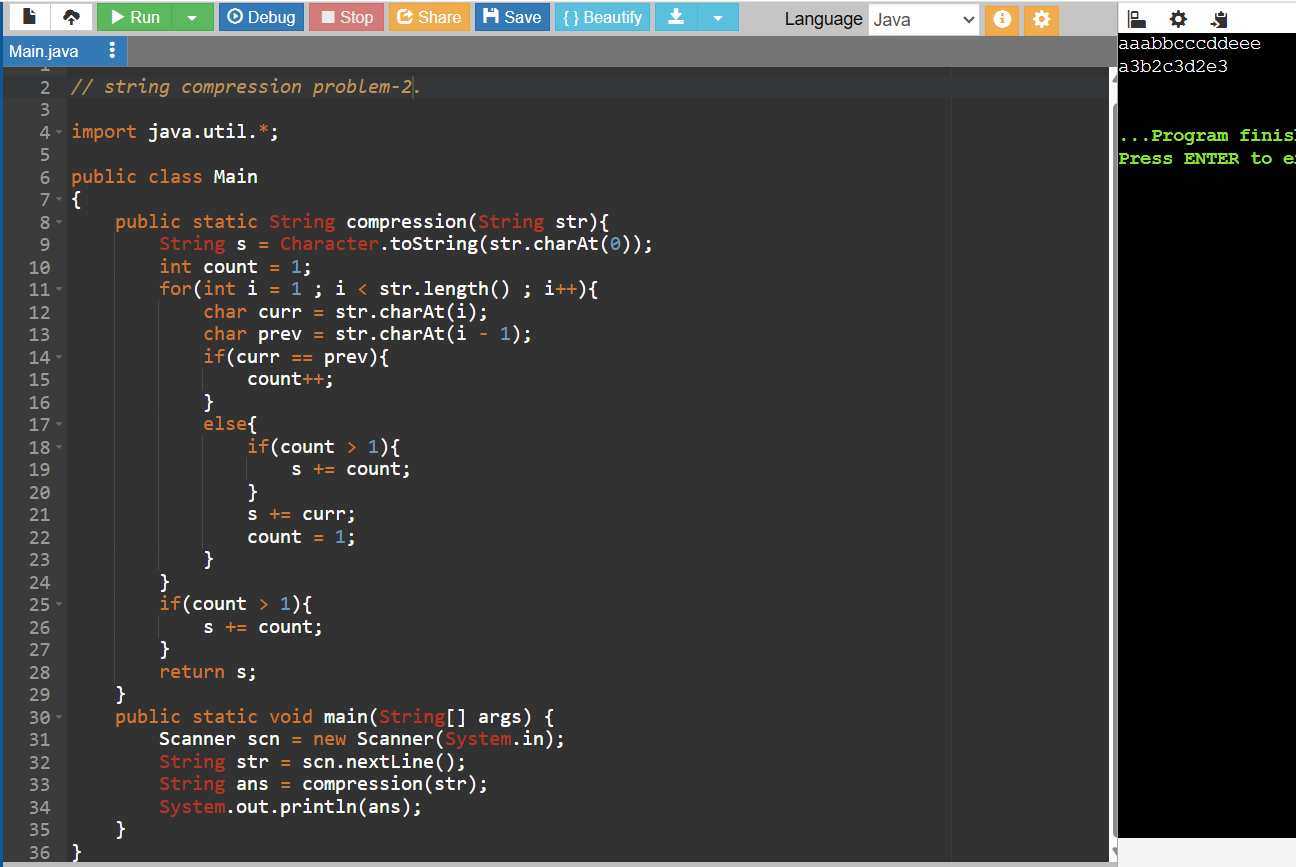 Run Debug Stop Share Save { } Beautify Language Java
Main.java
1
2 // string compression problem-2.
3
4 import java.util.*;
5
6 public class Main
7 {
8 public static String compression(String str){
9 String s = Character.toString(str.charAt(0));
10 int count = 1;
11 for(int i = 1 ; i < str.length() ; i++){
12 char curr = str.charAt(i);
13 char prev = str.charAt(i - 1);
14 if(curr == prev){
15 count++;
16 }
17 else{
18 if(count > 1){
19 s += count;
20 }
21 s += curr;
22 count = 1;
23 }
24 }
25 if(count > 1){
26 s += count;
27 }
28 return s;
29 }
30 public static void main(String[] args) {
31 Scanner scn = new Scanner(System.in);
32 String str = scn.nextLine();
33 String ans = compression(str);
34 System.out.println(ans);
35 }
36 }
aaabbcccddeee
a3b2c3d2e3
...Program
Press ENTER to